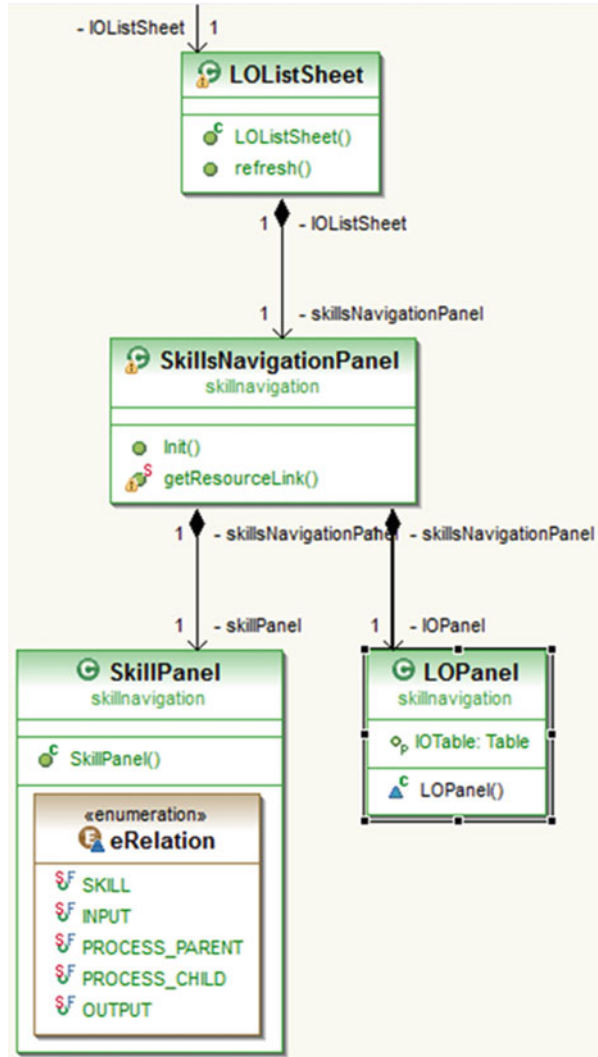 - lOListSheet 1
LOListSheet
LOListSheet()
refresh()
1 - lOListSheet
1 - skillsNavigationPanel
SkillsNavigationPanel
skillnavigation
Init()
getResourceLink()
1 - skillsNavigationPanel 1 - skillsNavigationPanel
1 - skillPanel 1 - lOPanel
SkillPanel
skillnavigation
SkillPanel()
«enumeration»
eRelation
SKILL
INPUT
PROCESS_PARENT
PROCESS_CHILD
OUTPUT
LOPanel
skillnavigation
lOTable: Table
LOPanel()